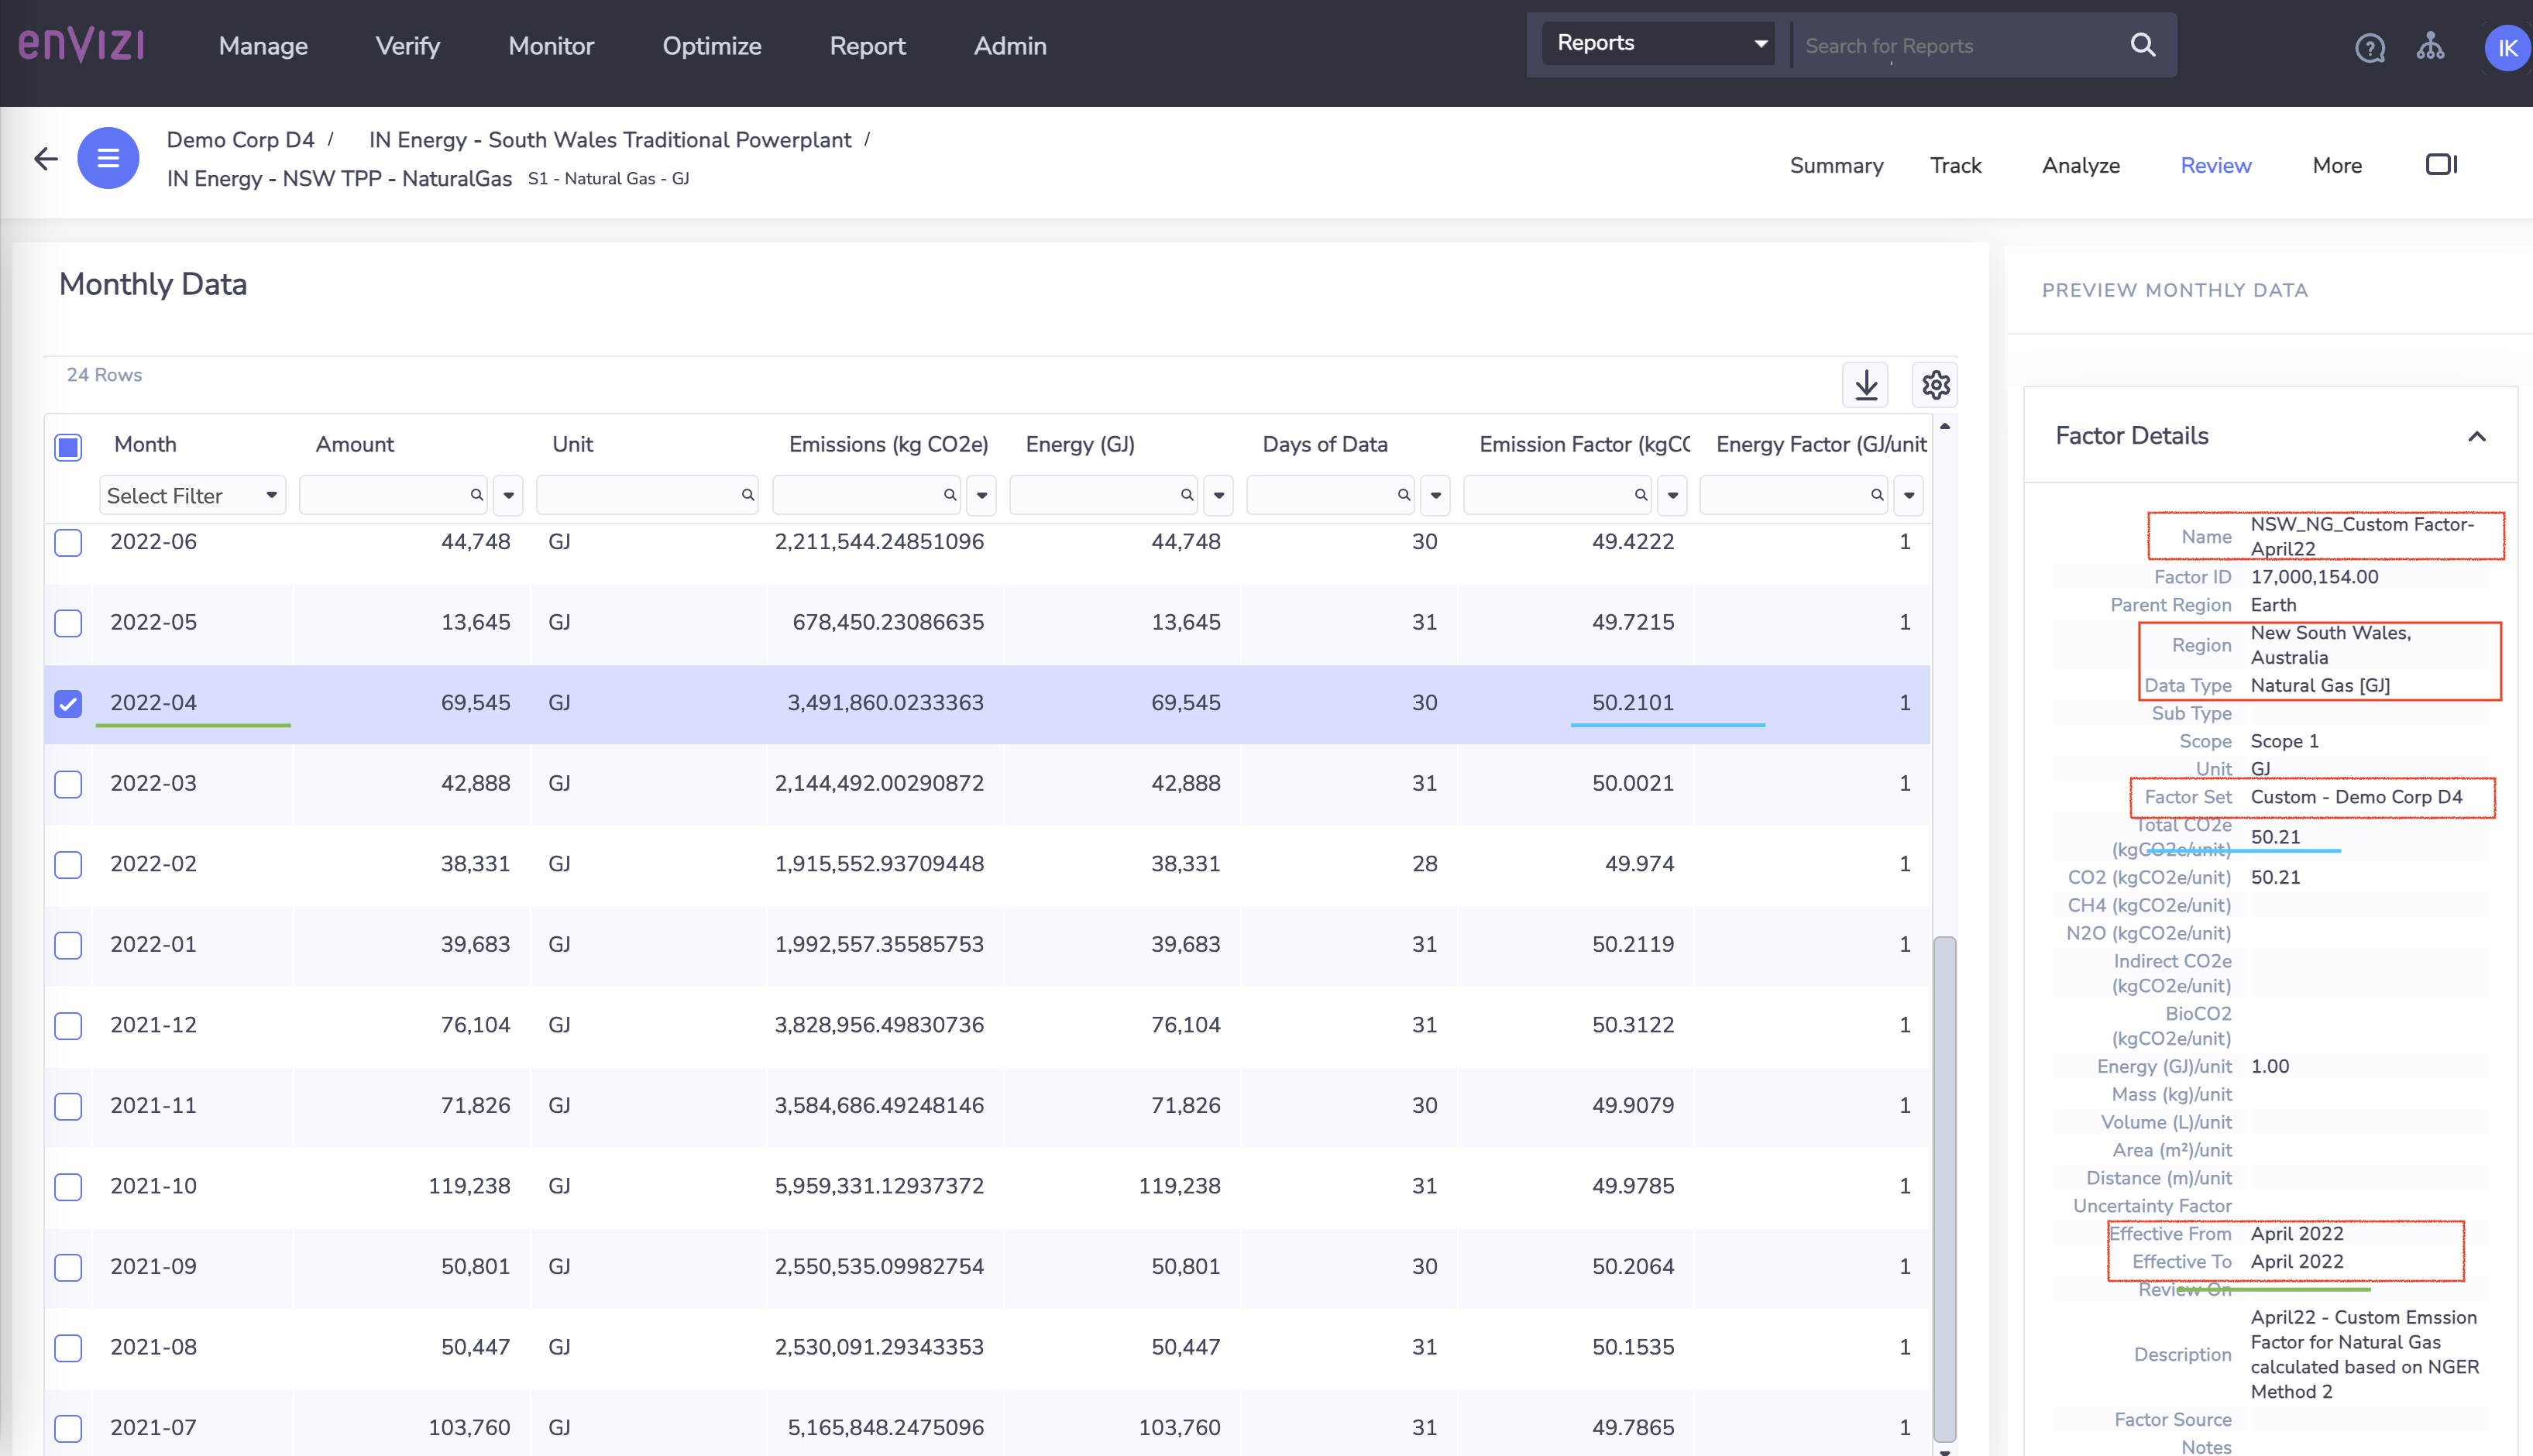 enVIZI
Manage Verify Monitor Optimize Report Admin
Reports Search for Reports IK
Demo Corp D4 / IN Energy - South Wales Traditional Powerplant /
IN Energy - NSW TPP - NaturalGas S1 - Natural Gas - GJ
Summary Track Analyze Review More
Monthly Data
24 Rows
Month Amount Unit Emissions (kg CO2e) Energy (GJ) Days of Data Emission Factor (kgCC Energy Factor (GJ/unit
Select Filter
2022-06 44,748 GJ 2,211,544.24851096 44,748 30 49.4222 1
2022-05 13,645 GJ 678,450.23086635 13,645 31 49.7215 1
2022-04 69,545 GJ 3,491,860.0233363 69,545 30 50.2101 1
2022-03 42,888 GJ 2,144,492.00290872 42,888 31 50.0021 1
2022-02 38,331 GJ 1,915,552.93709448 38,331 28 49.974 1
2022-01 39,683 GJ 1,992,557.35585753 39,683 31 50.2119 1
2021-12 76,104 GJ 3,828,956.49830736 76,104 31 50.3122 1
2021-11 71,826 GJ 3,584,686.49248146 71,826 30 49.9079 1
2021-10 119,238 GJ 5,959,331.12937372 119,238 31 49.9785 1
2021-09 50,801 GJ 2,550,535.09982754 50,801 30 50.2064 1
2021-08 50,447 GJ 2,530,091.29343353 50,447 31 50.1535 1
2021-07 103,760 GJ 5,165,848.2475096 103,760 31 49.7865 1
PREVIEW MONTHLY DATA
Factor Details
Name NSW_NG_Custom Factor-
April22
Factor ID 17,000,154.00
Parent Region Earth
Region New South Wales,
Australia
Data Type Natural Gas [GJ]
Sub Type
Scope Scope 1
Unit GJ
Factor Set Custom - Demo Corp D4
Total CO2e
(kgCO2e/unit) 50.21
CO2 (kgCO2e/unit) 50.21
CH4 (kgCO2e/unit)
N2O (kgCO2e/unit)
Indirect CO2e
(kgCO2e/unit)
BioCO2
(kgCO2e/unit)
Energy (GJ)/unit 1.00
Mass (kg)/unit
Volume (L)/unit
Area (m²)/unit
Distance (m)/unit
Uncertainty Factor
Effective From April 2022
Effective To April 2022
Review On
Description April22 - Custom Emssion
Factor for Natural Gas
calculated based on NGER
Method 2
Factor Source
Notes